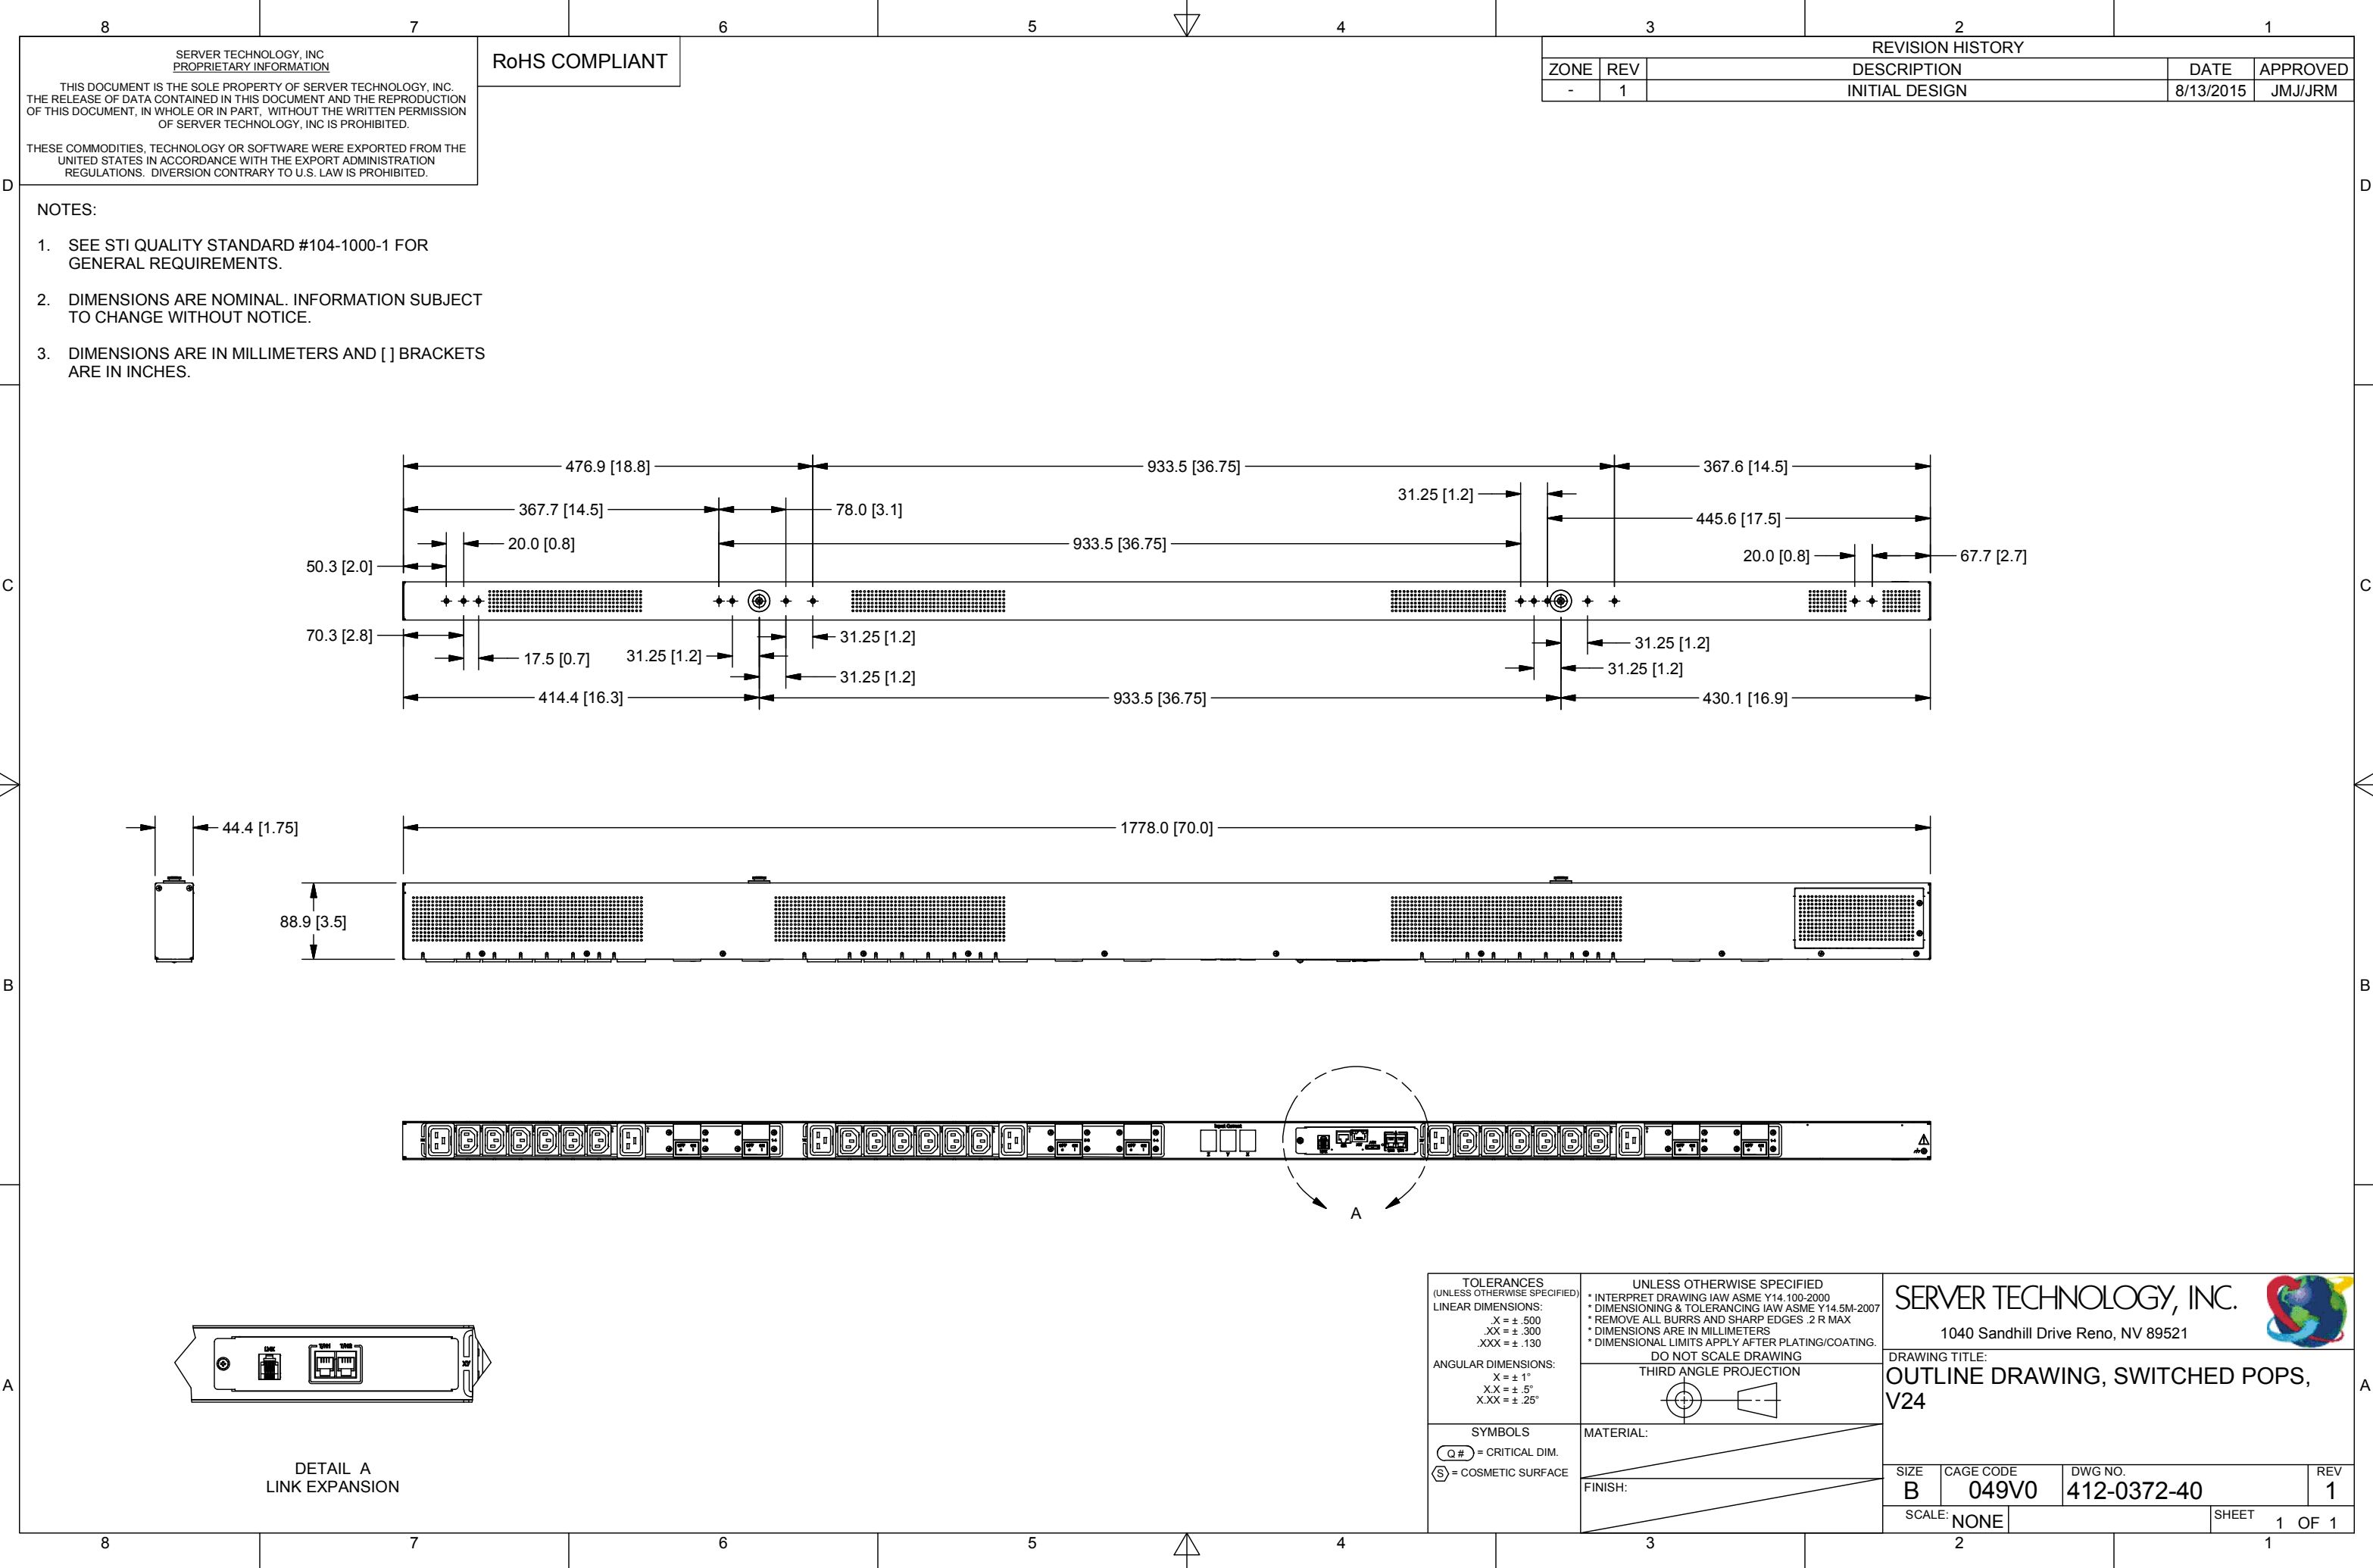 8 7 6 5 4 3 2 1
SERVER TECHNOLOGY, INC
PROPRIETARY INFORMATION
THIS DOCUMENT IS THE SOLE PROPERTY OF SERVER TECHNOLOGY, INC.
THE RELEASE OF DATA CONTAINED IN THIS DOCUMENT AND THE REPRODUCTION
OF THIS DOCUMENT, IN WHOLE OR IN PART, WITHOUT THE WRITTEN PERMISSION
OF SERVER TECHNOLOGY, INC IS PROHIBITED.
THESE COMMODITIES, TECHNOLOGY OR SOFTWARE WERE EXPORTED FROM THE
UNITED STATES IN ACCORDANCE WITH THE EXPORT ADMINISTRATION
REGULATIONS. DIVERSION CONTRARY TO U.S. LAW IS PROHIBITED.
RoHS COMPLIANT
REVISION HISTORY
ZONE REV DESCRIPTION DATE APPROVED
- 1 INITIAL DESIGN 8/13/2015 JMJ/JRM
D D
NOTES:
1. SEE STI QUALITY STANDARD #104-1000-1 FOR
GENERAL REQUIREMENTS.
2. DIMENSIONS ARE NOMINAL. INFORMATION SUBJECT
TO CHANGE WITHOUT NOTICE.
3. DIMENSIONS ARE IN MILLIMETERS AND [ ] BRACKETS
ARE IN INCHES.
476.9 [18.8] 933.5 [36.75] 367.6 [14.5]
31.25 [1.2]
367.7 [14.5] 78.0 [3.1]
445.6 [17.5]
20.0 [0.8] 933.5 [36.75]
20.0 [0.8] 67.7 [2.7]
50.3 [2.0]
C C
70.3 [2.8] 31.25 [1.2] 31.25 [1.2]
17.5 [0.7] 31.25 [1.2] 31.25 [1.2]
31.25 [1.2]
414.4 [16.3] 933.5 [36.75] 430.1 [16.9]
44.4 [1.75] 1778.0 [70.0]
88.9 [3.5]
B B
Input Current
A
LINK
XY
DETAIL A
LINK EXPANSION
A A
TOLERANCES
(UNLESS OTHERWISE SPECIFIED)
LINEAR DIMENSIONS:
.X = ± .500
.XX = ± .300
.XXX = ± .130
ANGULAR DIMENSIONS:
X = ± 1°
X.X = ± .5°
X.XX = ± .25°
SYMBOLS
Q # = CRITICAL DIM.
S = COSMETIC SURFACE
UNLESS OTHERWISE SPECIFIED
* INTERPRET DRAWING IAW ASME Y14.100-2000
* DIMENSIONING & TOLERANCING IAW ASME Y14.5M-2007
* REMOVE ALL BURRS AND SHARP EDGES .2 R MAX
* DIMENSIONS ARE IN MILLIMETERS
* DIMENSIONAL LIMITS APPLY AFTER PLATING/COATING.
DO NOT SCALE DRAWING
THIRD ANGLE PROJECTION
MATERIAL:
FINISH:
SERVER TECHNOLOGY, INC.
1040 Sandhill Drive Reno, NV 89521
DRAWING TITLE:
OUTLINE DRAWING, SWITCHED POPS,
V24
SIZE CAGE CODE DWG NO. REV
B 049V0 412-0372-40 1
SCALE: NONE SHEET 1 OF 1
8 7 6 5 4 3 2 1